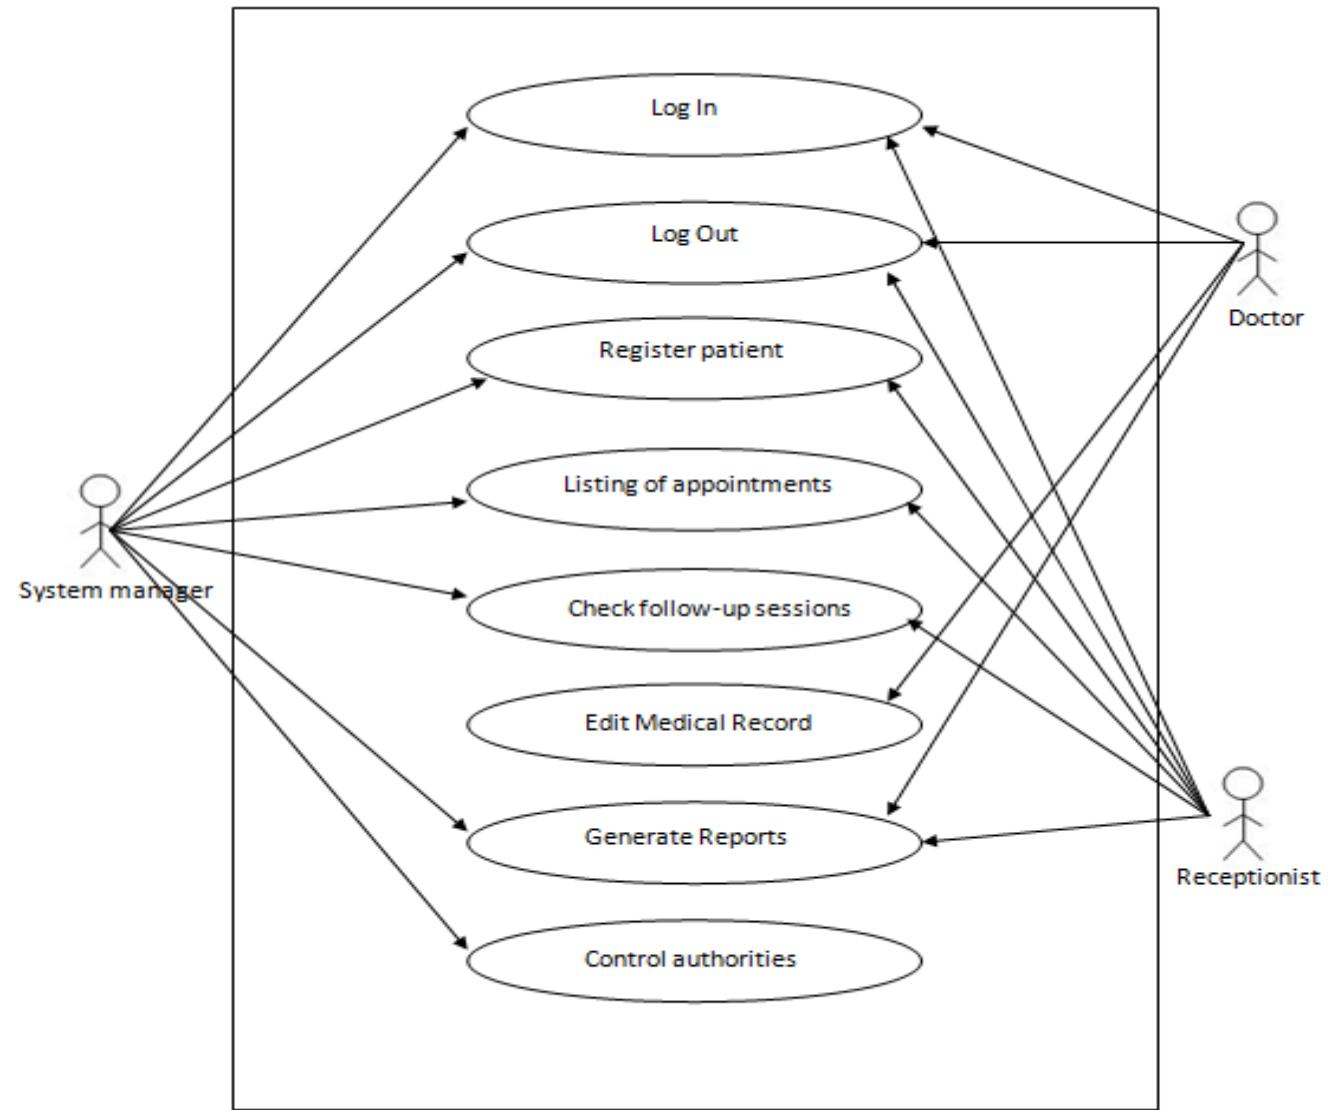 Log In
Log Out
Doctor
Register patient
Listing of appointments
System manager
Check follow-up sessions
Edit Medical Record
Generate Reports
Receptionist
Control authorities